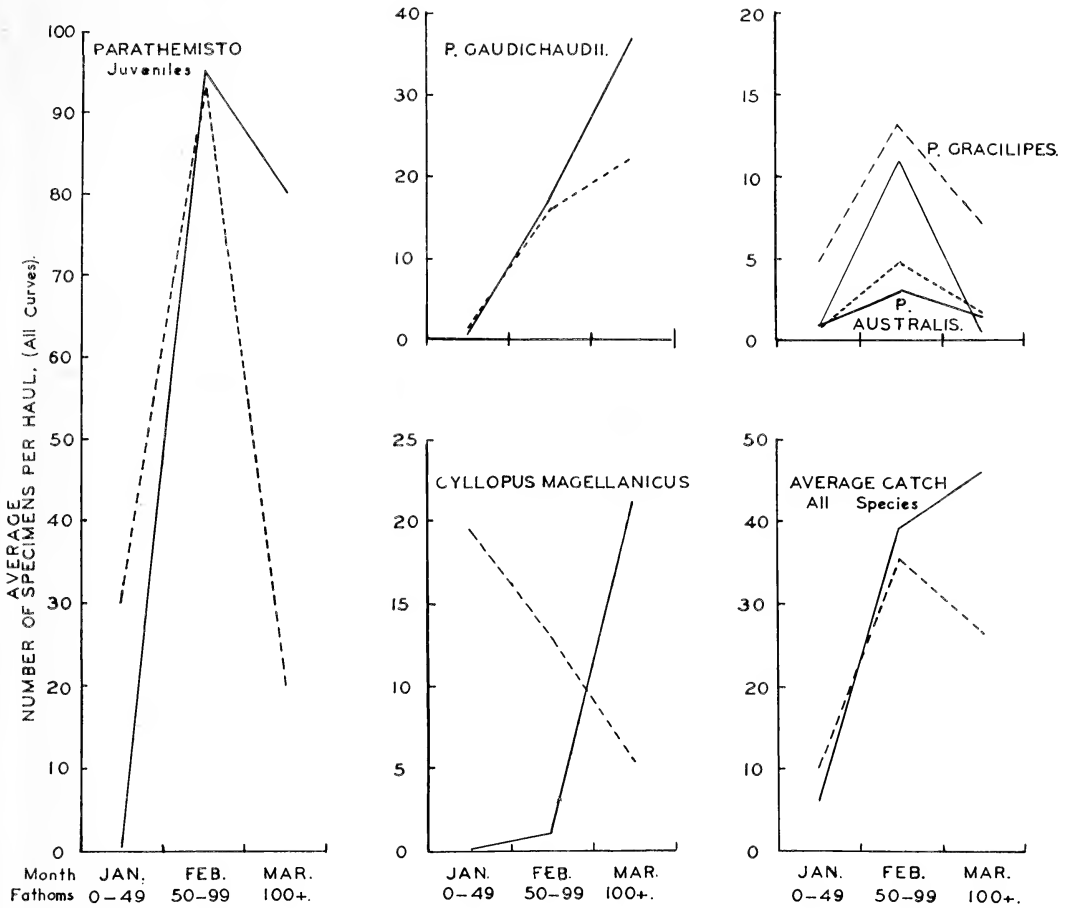 AVERAGE
NUMBER OF SPECIMENS PER HAUL, (All Curves).
100
90
80
70
60
50
40
30
20
10
0
PARATHEMISTO
Juveniles
40
30
20
10
0
P. GAUDICHAUDII.
20
15
10
5
0
P. GRACILIPES.
P.
AUSTRALIS.
25
20
15
10
5
0
CYLLOPUS MAGELLANICUS
50
40
30
20
10
0
AVERAGE CATCH
All Species
Month JAN. FEB. MAR. JAN. FEB. MAR. JAN. FEB. MAR.
Fathoms 0-49 50-99 100+. 0-49 50-99 100+. 0-49 50-99 100+.